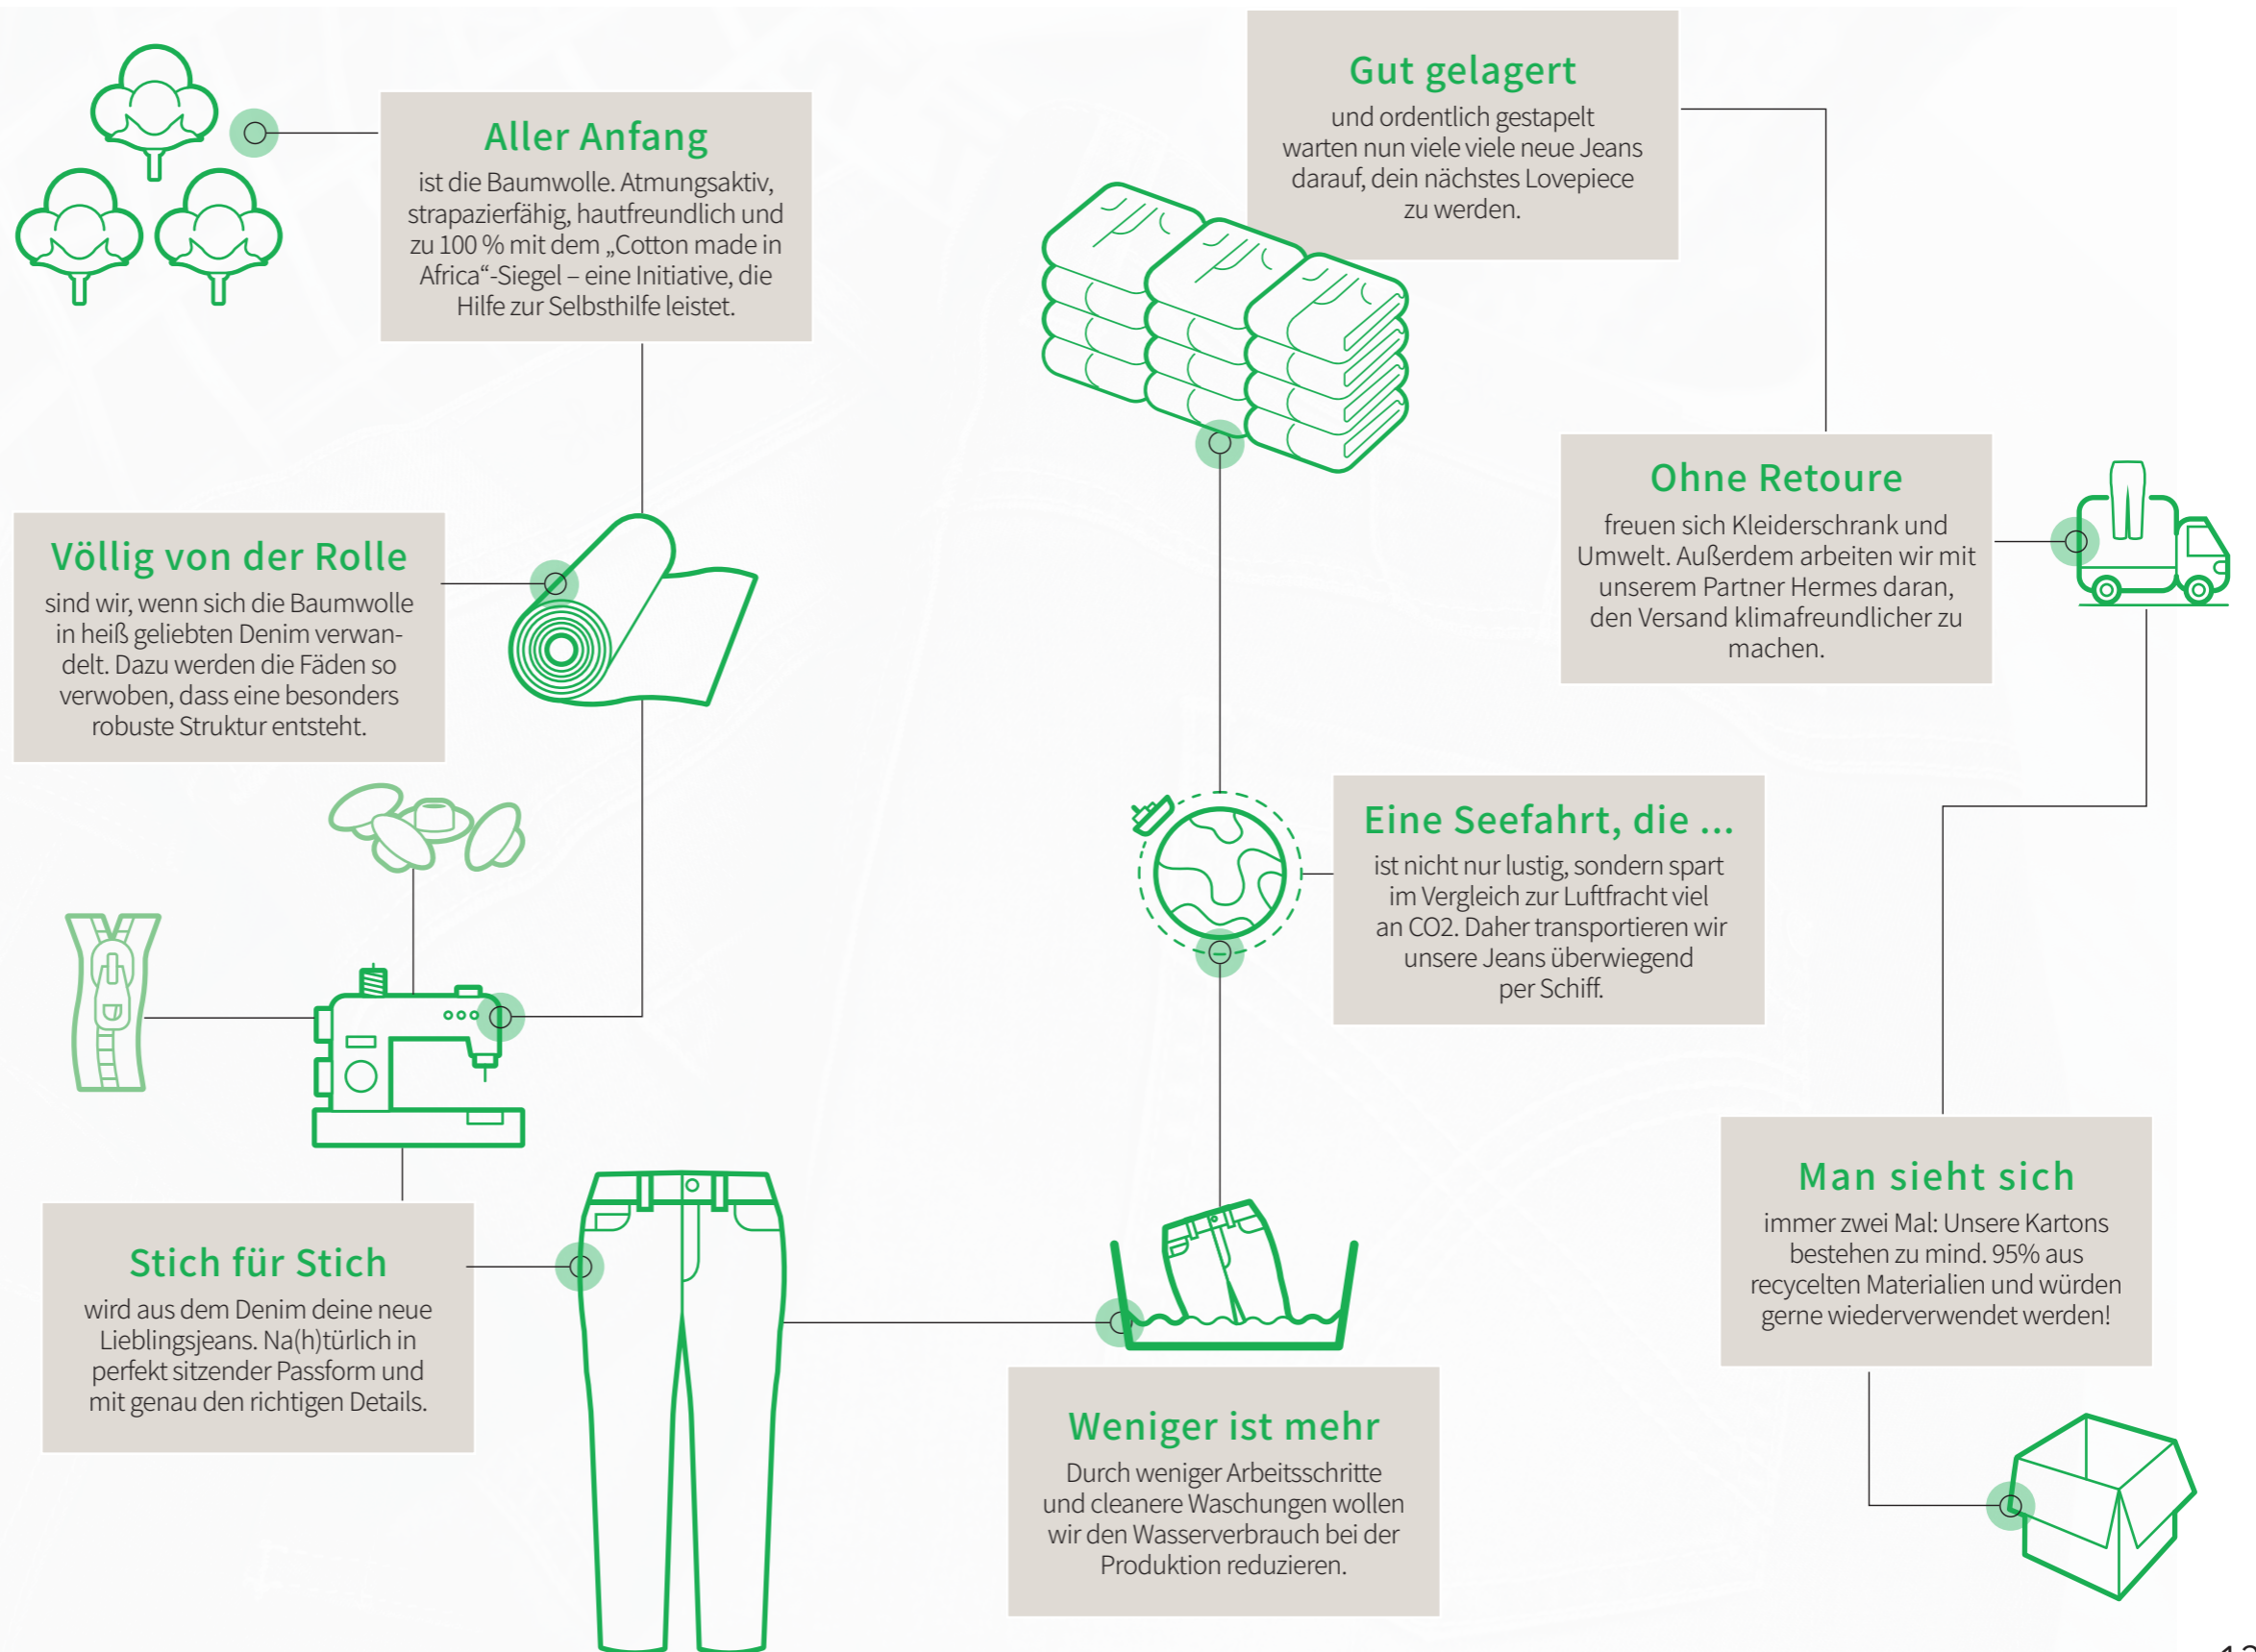 Aller Anfang
ist die Baumwolle. Atmungsaktiv,
strapazierfähig, hautfreundlich und
zu 100 % mit dem „Cotton made in
Africa“-Siegel – eine Initiative, die
Hilfe zur Selbsthilfe leistet.
Völlig von der Rolle
sind wir, wenn sich die Baumwolle
in heiß geliebten Denim verwan-
delt. Dazu werden die Fäden so
verwoben, dass eine besonders
robuste Struktur entsteht.
Stich für Stich
wird aus dem Denim deine neue
Lieblingsjeans. Na(h)türlich in
perfekt sitzender Passform und
mit genau den richtigen Details.
Weniger ist mehr
Durch weniger Arbeitsschritte
und cleanere Waschungen wollen
wir den Wasserverbrauch bei der
Produktion reduzieren.
Eine Seefahrt, die ...
ist nicht nur lustig, sondern spart
im Vergleich zur Luftfracht viel
an CO2. Daher transportieren wir
unsere Jeans überwiegend
per Schiff.
Gut gelagert
und ordentlich gestapelt
warten nun viele viele neue Jeans
darauf, dein nächstes Lovepiece
zu werden.
Ohne Retoure
freuen sich Kleiderschrank und
Umwelt. Außerdem arbeiten wir mit
unserem Partner Hermes daran,
den Versand klimafreundlicher zu
machen.
Man sieht sich
immer zwei Mal: Unsere Kartons
bestehen zu mind. 95% aus
recycelten Materialien und würden
gerne wiederverwendet werden!